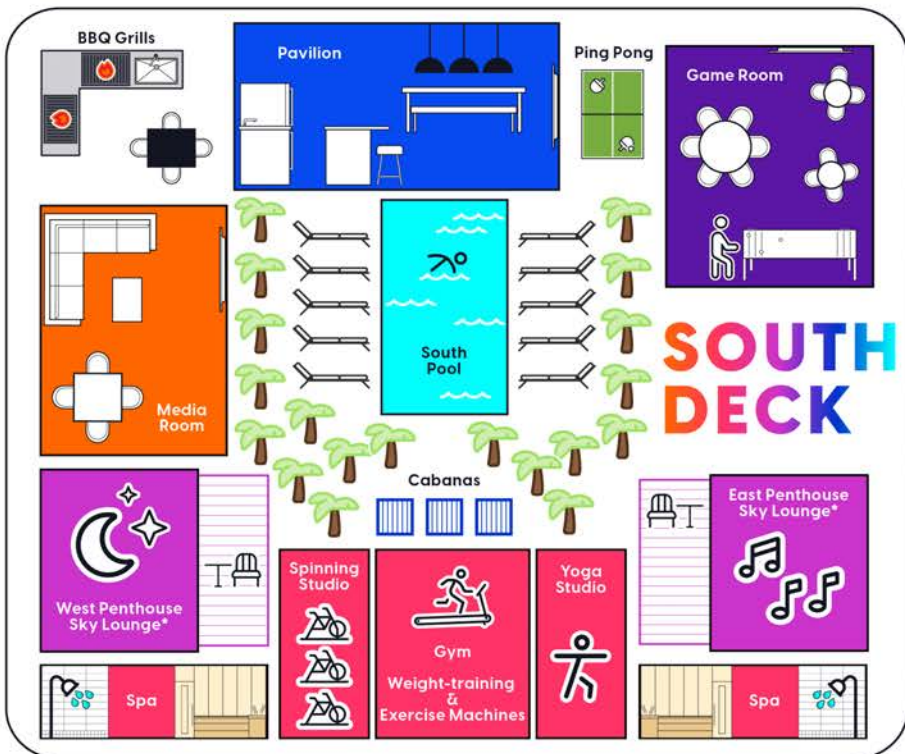 BBQ Grills
Pavilion
Ping Pong
Game Room
South
Pool
SOUTH
DECK
Media
Room
Cabanas
West Penthouse
Sky Lounge*
Spinning
Studio
Gym
Weight-training
&
Exercise Machines
Yoga
Studio
East Penthouse
Sky Lounge*
Spa
Spa